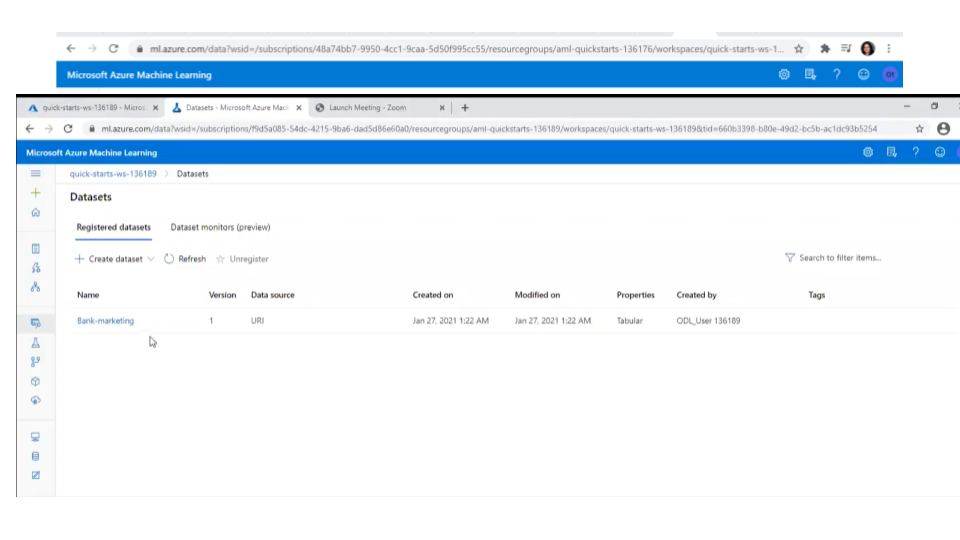 ml.azure.com/data?wsid=/subscriptions/48a74bb7-9950-4cc1-9caa-5d50f995cc55/resourcegroups/aml-quickstarts-136176/workspaces/quick-starts-ws-1...
Microsoft Azure Machine Learning
quick-starts-ws-136189 - Micros
Datasets - Microsoft Azure Mach
Launch Meeting - Zoom
ml.azure.com/data?wsid=/subscriptions/f9d5a085-54dc-4215-9ba6-dad5d86e60a0/resourcegroups/aml-quickstarts-136189/workspaces/quick-starts-ws-136189&tid=660b3398-b80e-49d2-bc5b-ac1dc93b5254
Microsoft Azure Machine Learning
quick-starts-ws-136189 > Datasets
Datasets
Registered datasets Dataset monitors (preview)
Create dataset Refresh Unregister Search to filter items...
Name Version Data source Created on Modified on Properties Created by Tags
Bank-marketing 1 URI Jan 27, 2021 1:22 AM Jan 27, 2021 1:22 AM Tabular ODL_User 136189